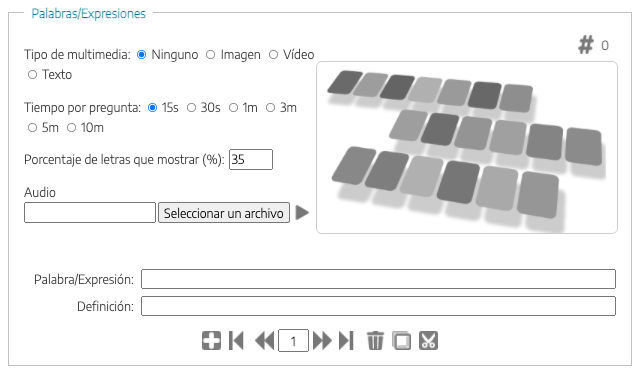 Palabras/Expresiones
Tipo de multimedia: Ninguno Imagen Vídeo
Texto
# 0
Tiempo por pregunta: 15s 30s 1m 3m
5m 10m
Porcentaje de letras que mostrar (%): 35
Audio
Seleccionar un archivo
Palabra/Expresión:
Definición:
1